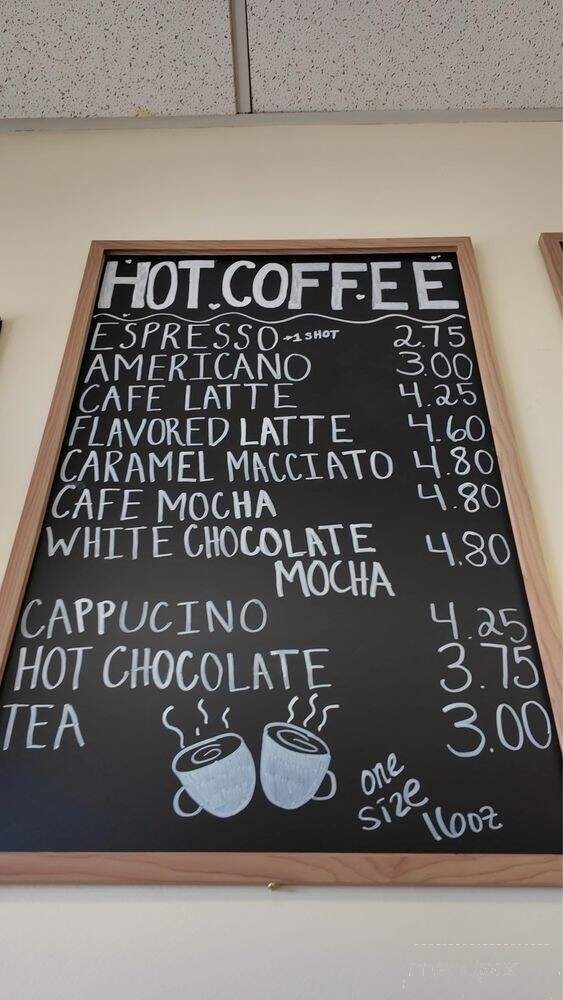 HOT COFFEE
ESPRESSO →1 SHOT 2.75
AMERICANO 3.00
CAFE LATTE 4.25
FLAVORED LATTE 4.60
CARAMEL MACCIATO 4.80
CAFE MOCHA 4.80
WHITE CHOCOLATE 4.80
MOCHA
CAPPUCINO 4.25
HOT CHOCOLATE 3.75
TEA 3.00
one
size
16oz